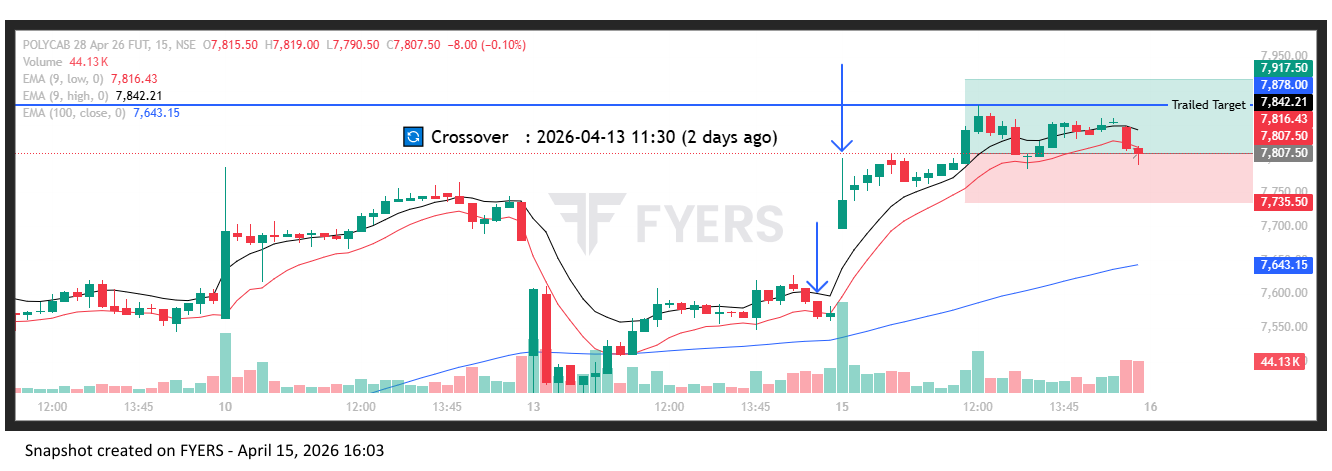 POLYCAB 28 Apr 26 FUT, 15, NSE O7,815.50 H7,819.00 L7,790.50 C7,807.50 −8.00 (−0.10%)
Volume 44.13K
EMA (9, low, 0) 7,816.43
EMA (9, high, 0) 7,842.21
EMA (100, close, 0) 7,643.15
7,950.00
7,917.50
7,878.00
Trailed Target
7,842.21
7,816.43
7,807.50
7,807.50
Crossover : 2026-04-13 11:30 (2 days ago)
7,750.00
7,735.50
FYERS
7,700.00
7,643.15
7,600.00
7,550.00
44.13K
12:00 13:45 10 12:00 13:45 13 12:00 13:45 15 12:00 13:45 16
Snapshot created on FYERS - April 15, 2026 16:03